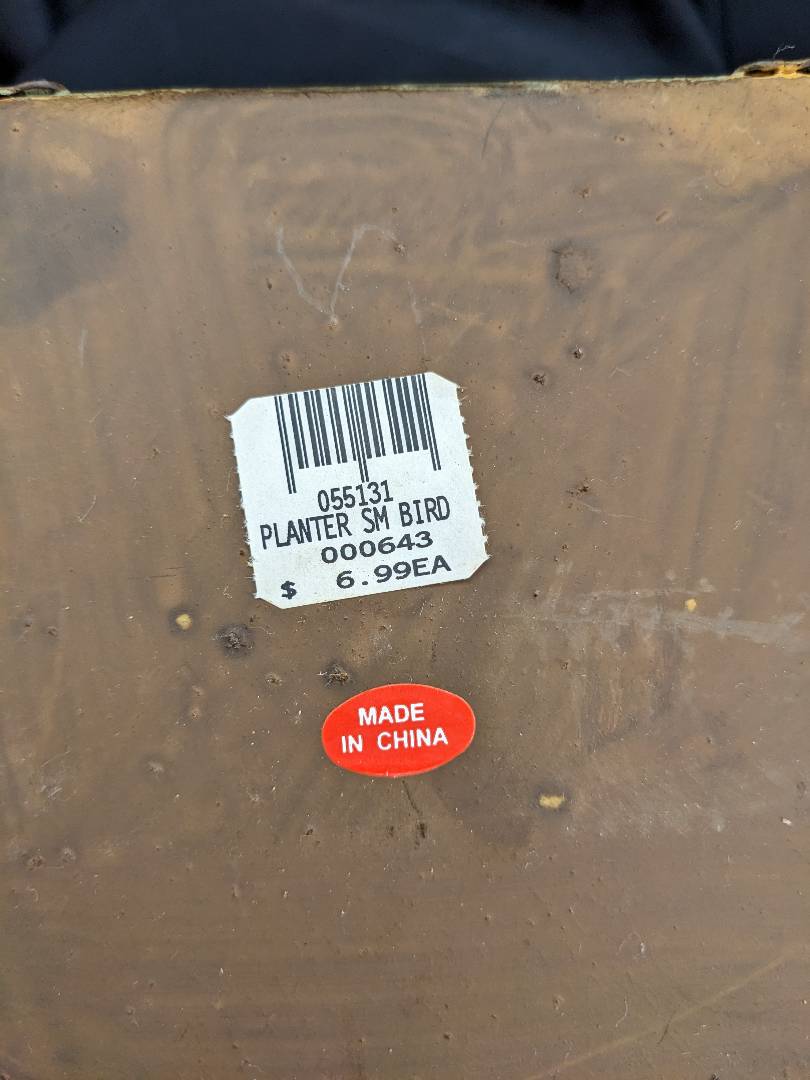 055131
PLANTER SM BIRD
000643
$ 6.99EA
MADE
IN CHINA